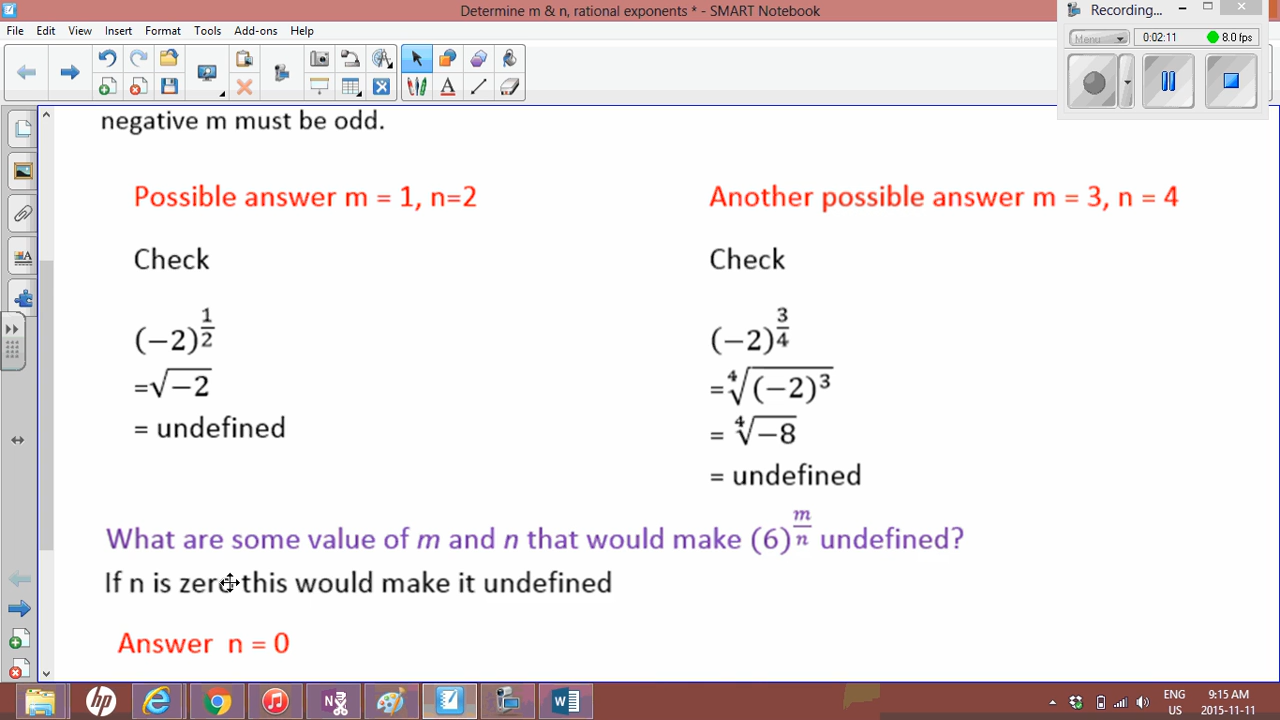 Determine m & n, rational exponents * - SMART Notebook
Recording...
File Edit View Insert Format Tools Add-ons Help
Menu 0:02:11 8.0 fps
negative m must be odd.
Possible answer m = 1, n=2
Check
(−2)^(1/2)
=√−2
= undefined
Another possible answer m = 3, n = 4
Check
(−2)^(3/4)
=⁴√(−2)³
= ⁴√−8
= undefined
What are some value of m and n that would make (6)^(m/n) undefined?
If n is zero this would make it undefined
Answer n = 0
ENG 9:15 AM
US 2015-11-11